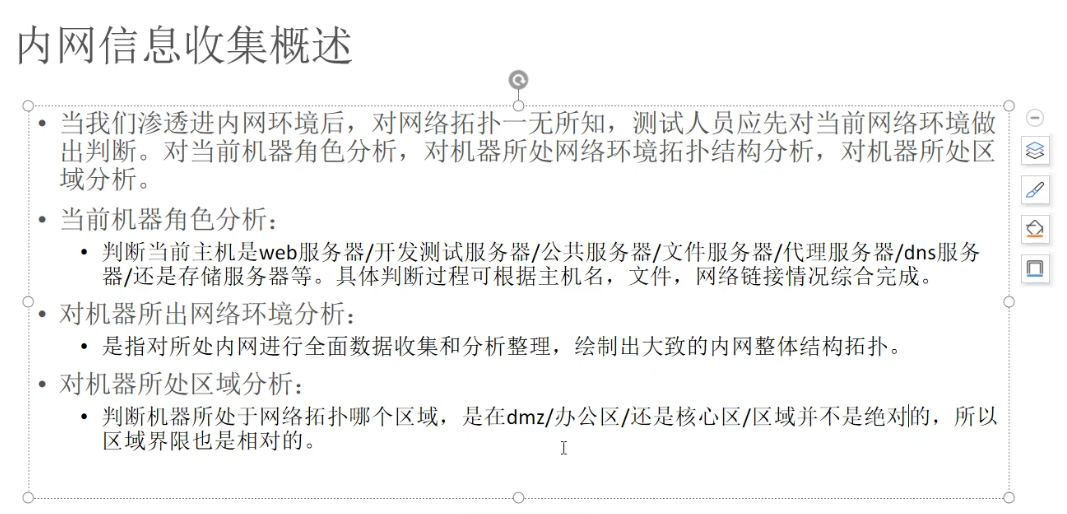 内网信息收集概述
• 当我们渗透进内网环境后，对网络拓扑一无所知，测试人员应先对当前网络环境做
出判断。对当前机器角色分析，对机器所处网络环境拓扑结构分析，对机器所处区
域分析。
• 当前机器角色分析：
• 判断当前主机是web服务器/开发测试服务器/公共服务器/文件服务器/代理服务器/dns服务
器/还是存储服务器等。具体判断过程可根据主机名，文件，网络链接情况综合完成。
• 对机器所出网络环境分析：
• 是指对所处内网进行全面数据收集和分析整理，绘制出大致的内网整体结构拓扑。
• 对机器所处区域分析：
• 判断机器所处于网络拓扑哪个区域，是在dmz/办公区/还是核心区/区域并不是绝对的，所以
区域界限也是相对的。